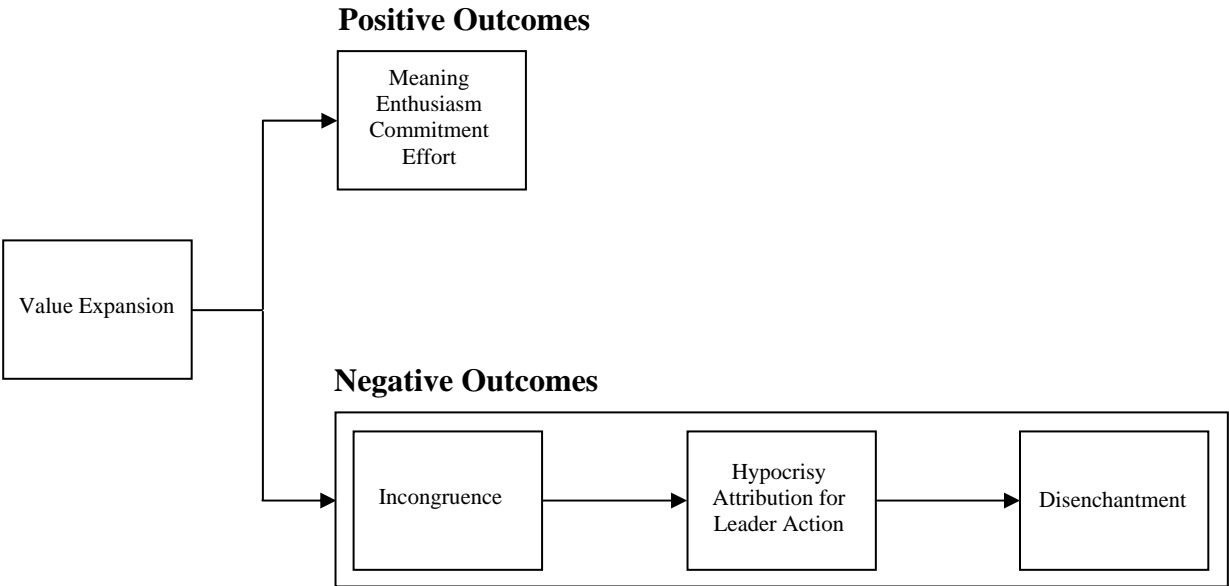 Positive Outcomes
Meaning
Enthusiasm
Commitment
Effort
Value Expansion
Negative Outcomes
Incongruence
Hypocrisy
Attribution for
Leader Action
Disenchantment